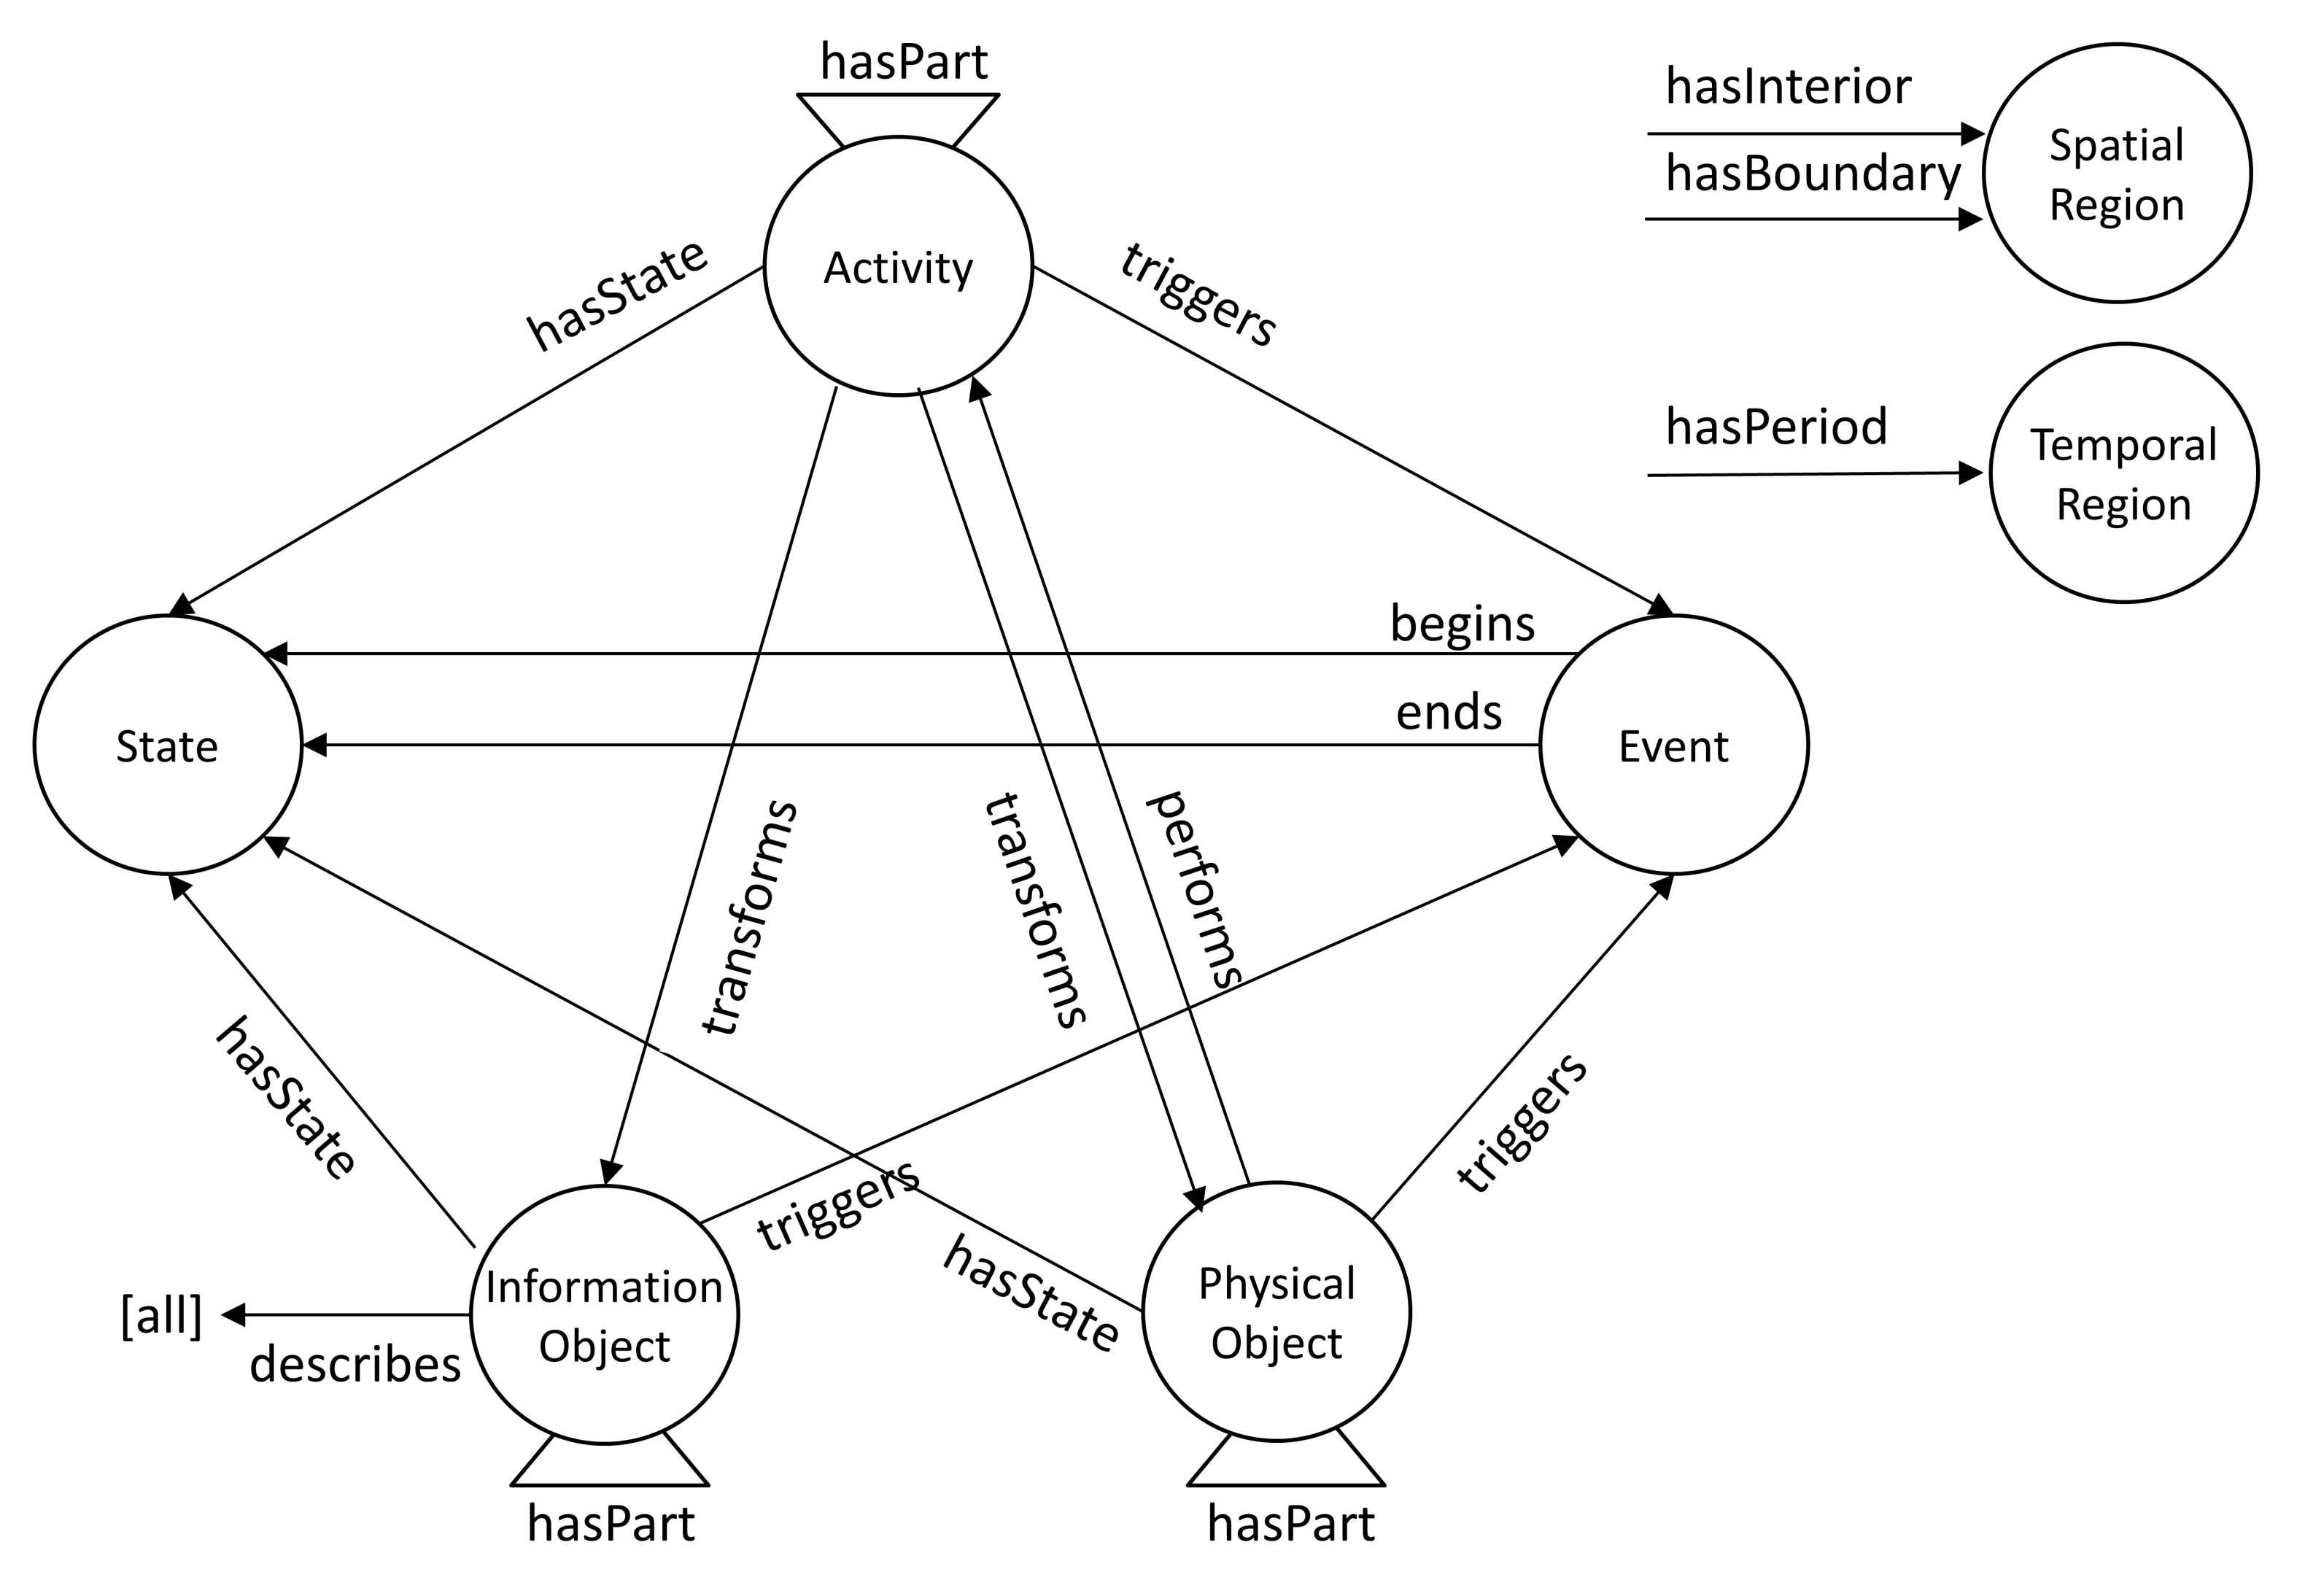 hasPart
hasInterior
Spatial
Region
hasBoundary
Activity
hasState
triggers
hasPeriod
Temporal
Region
begins
ends
State
Event
transforms
transforms
performs
hasState
triggers
triggers
hasState
Information
Object
Physical
Object
[all]
describes
hasPart
hasPart